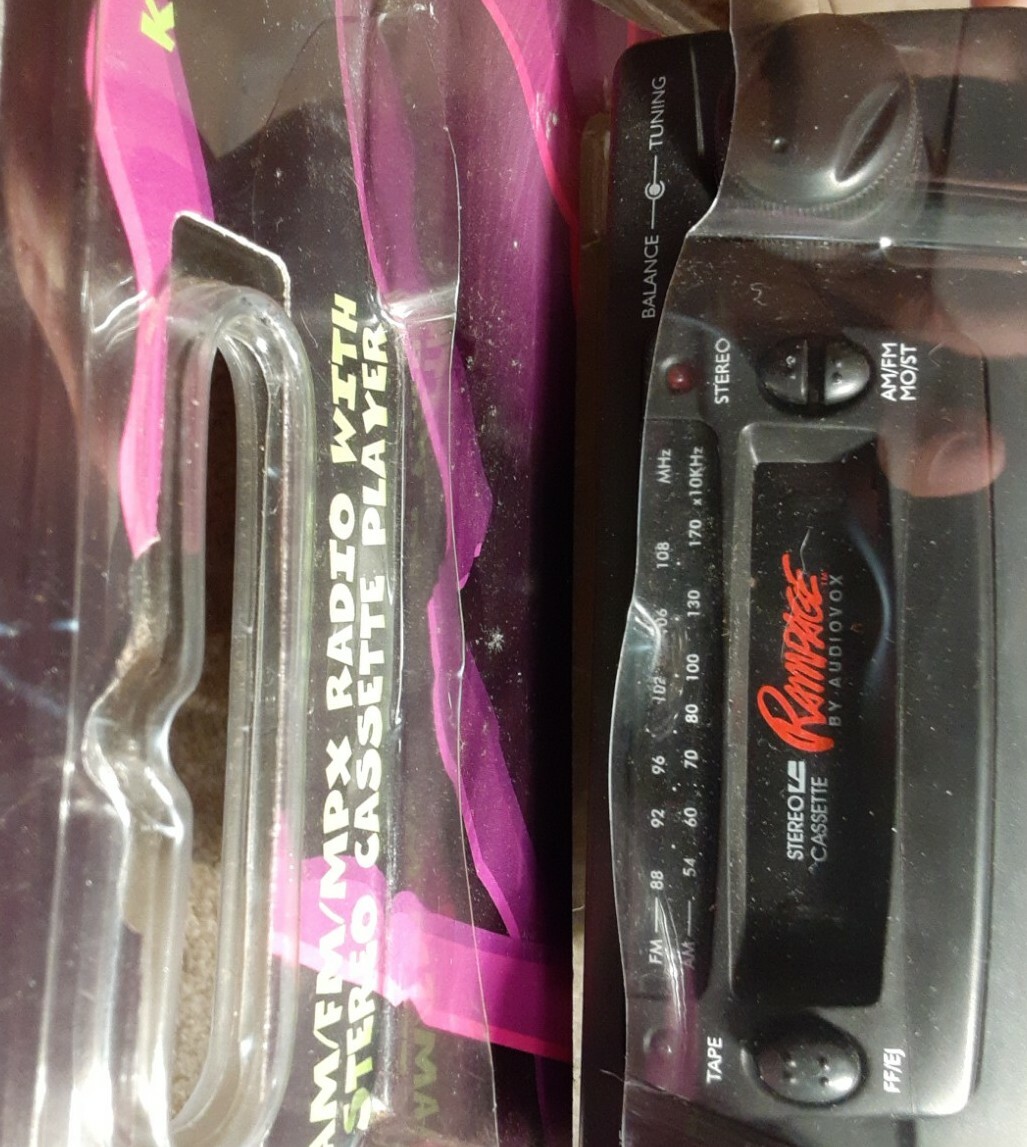 K
AM/FM/MPX RADIO WITH
STEREO CASSETTE PLAYER
BALANCE TUNING
STEREO
AM/FM
MO/ST
FM 88 92 96 102 106 108 MHz
AM 54 60 70 80 100 130 170 x10KHz
STEREO
CASSETTE
RAMPAGE™
BY AUDIOVOX
TAPE
FF/EJ